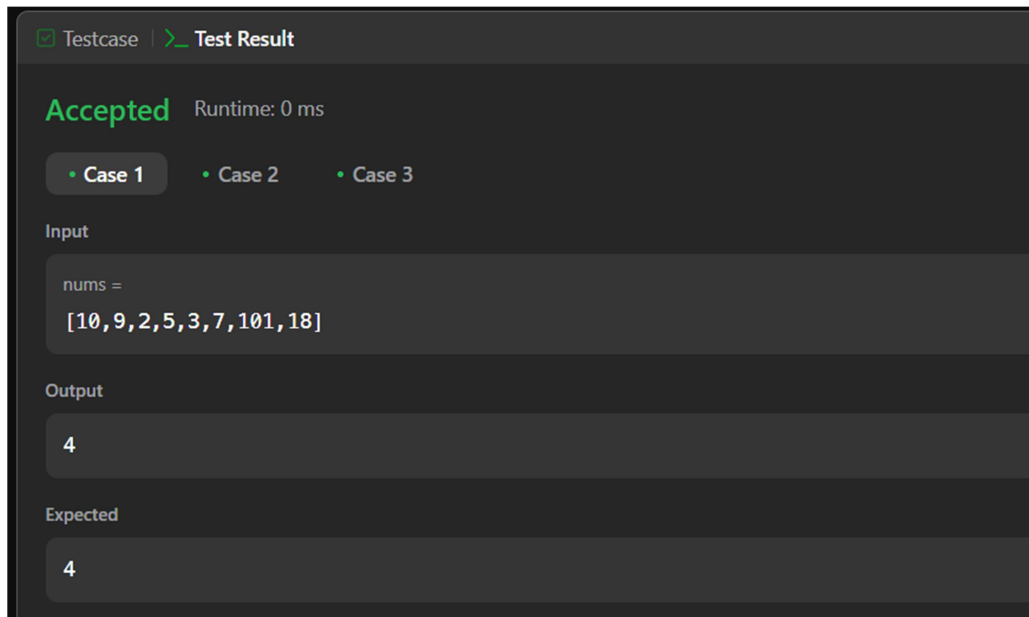 Testcase | >_ Test Result
Accepted Runtime: 0 ms
• Case 1 • Case 2 • Case 3
Input
nums =
[10,9,2,5,3,7,101,18]
Output
4
Expected
4